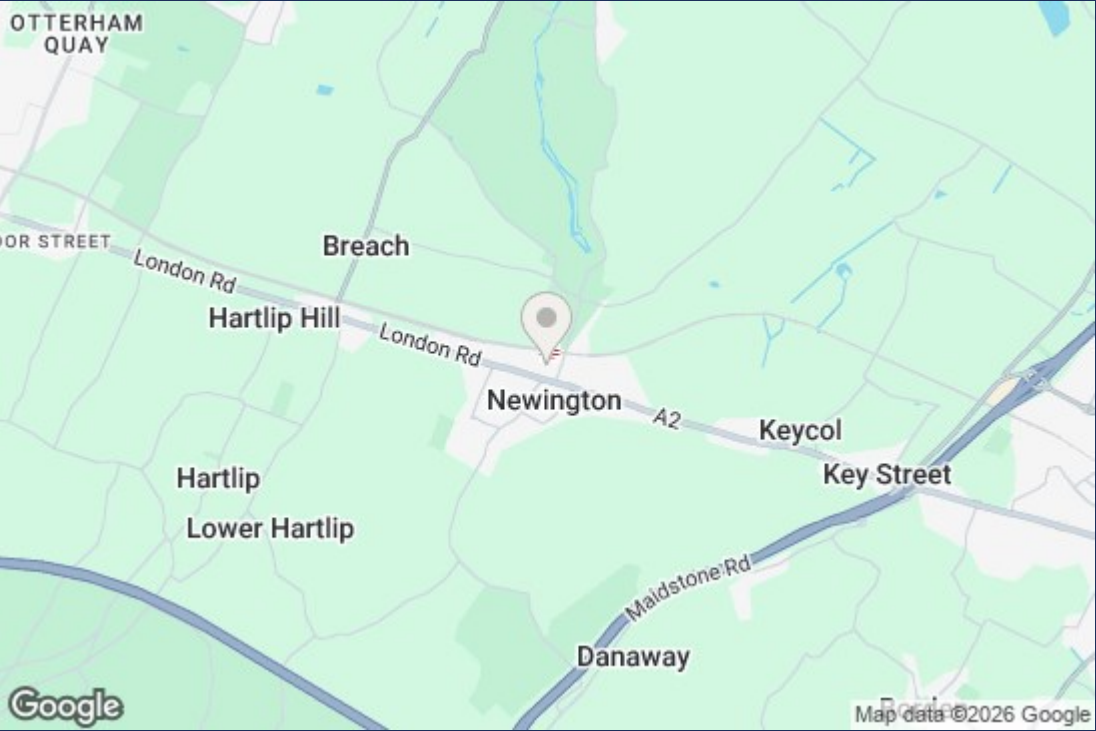 OTTERHAM
QUAY
OOR STREET
Breach
London Rd
Hartlip Hill
London Rd
Newington
A2
Keycol
Key Street
Hartlip
Lower Hartlip
Maidstone Rd
Danaway
Google
Map data ©2026 Google